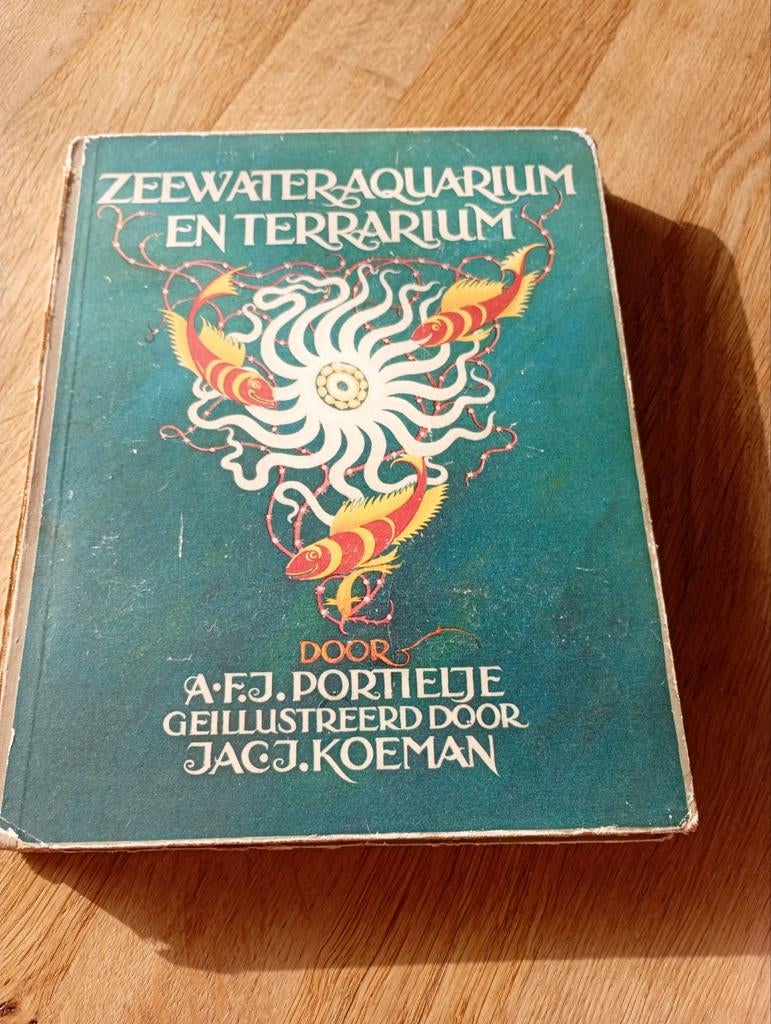 ZEEWATER-AQUARIUM
EN TERRARIUM
DOOR
A.F.J. PORTIELJE
GEILLUSTREERD DOOR
JAC.J. KOEMAN